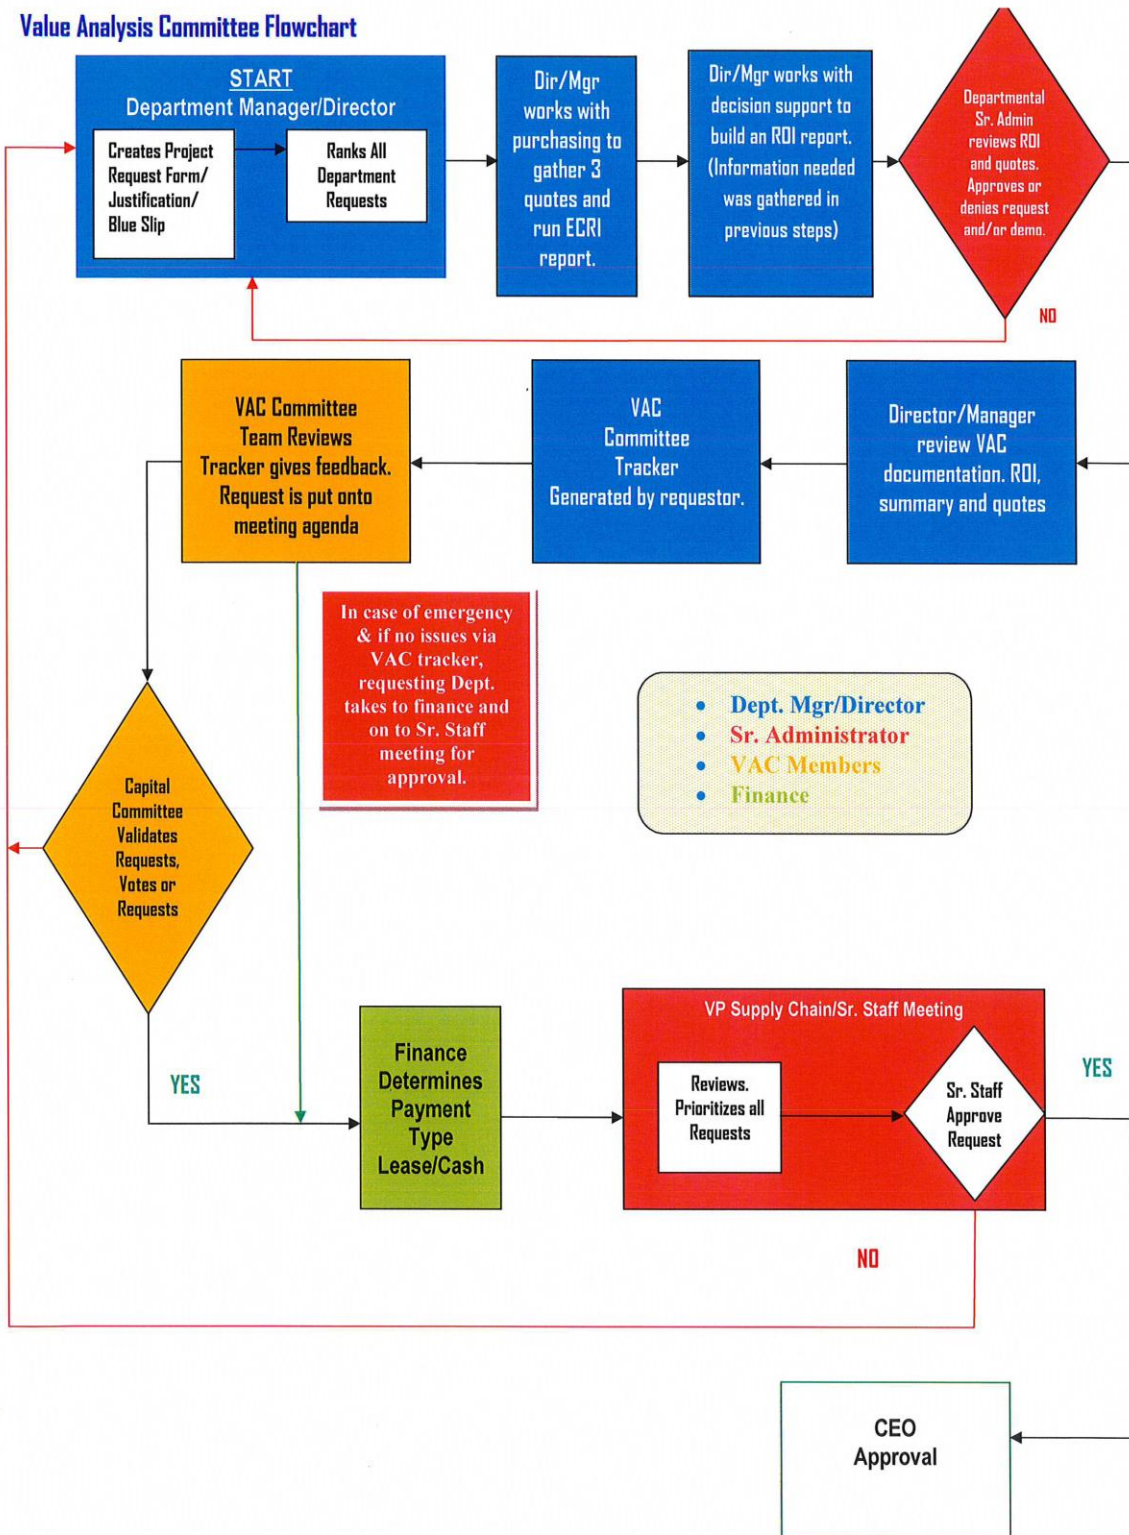 Value Analysis Committee Flowchart
START
Department Manager/Director
Creates Project
Request Form/
Justification/
Blue Slip
Ranks All
Department
Requests
Dir/Mgr
works with
purchasing to
gather 3
quotes and
run ECRI
report.
Dir/Mgr works with
decision support to
build an ROI report.
(Information needed
was gathered in
previous steps)
Departmental
Sr. Admin
reviews ROI
and quotes.
Approves or
denies request
and/or demo.
NO
VAC Committee
Team Reviews
Tracker gives feedback.
Request is put onto
meeting agenda
VAC
Committee
Tracker
Generated by requestor.
Director/Manager
review VAC
documentation. ROI,
summary and quotes
In case of emergency
& if no issues via
VAC tracker,
requesting Dept.
takes to finance and
on to Sr. Staff
meeting for
approval.
• Dept. Mgr/Director
• Sr. Administrator
• VAC Members
• Finance
Capital
Committee
Validates
Requests,
Votes or
Requests
YES
Finance
Determines
Payment
Type
Lease/Cash
VP Supply Chain/Sr. Staff Meeting
Reviews.
Prioritizes all
Requests
Sr. Staff
Approve
Request
YES
NO
CEO
Approval